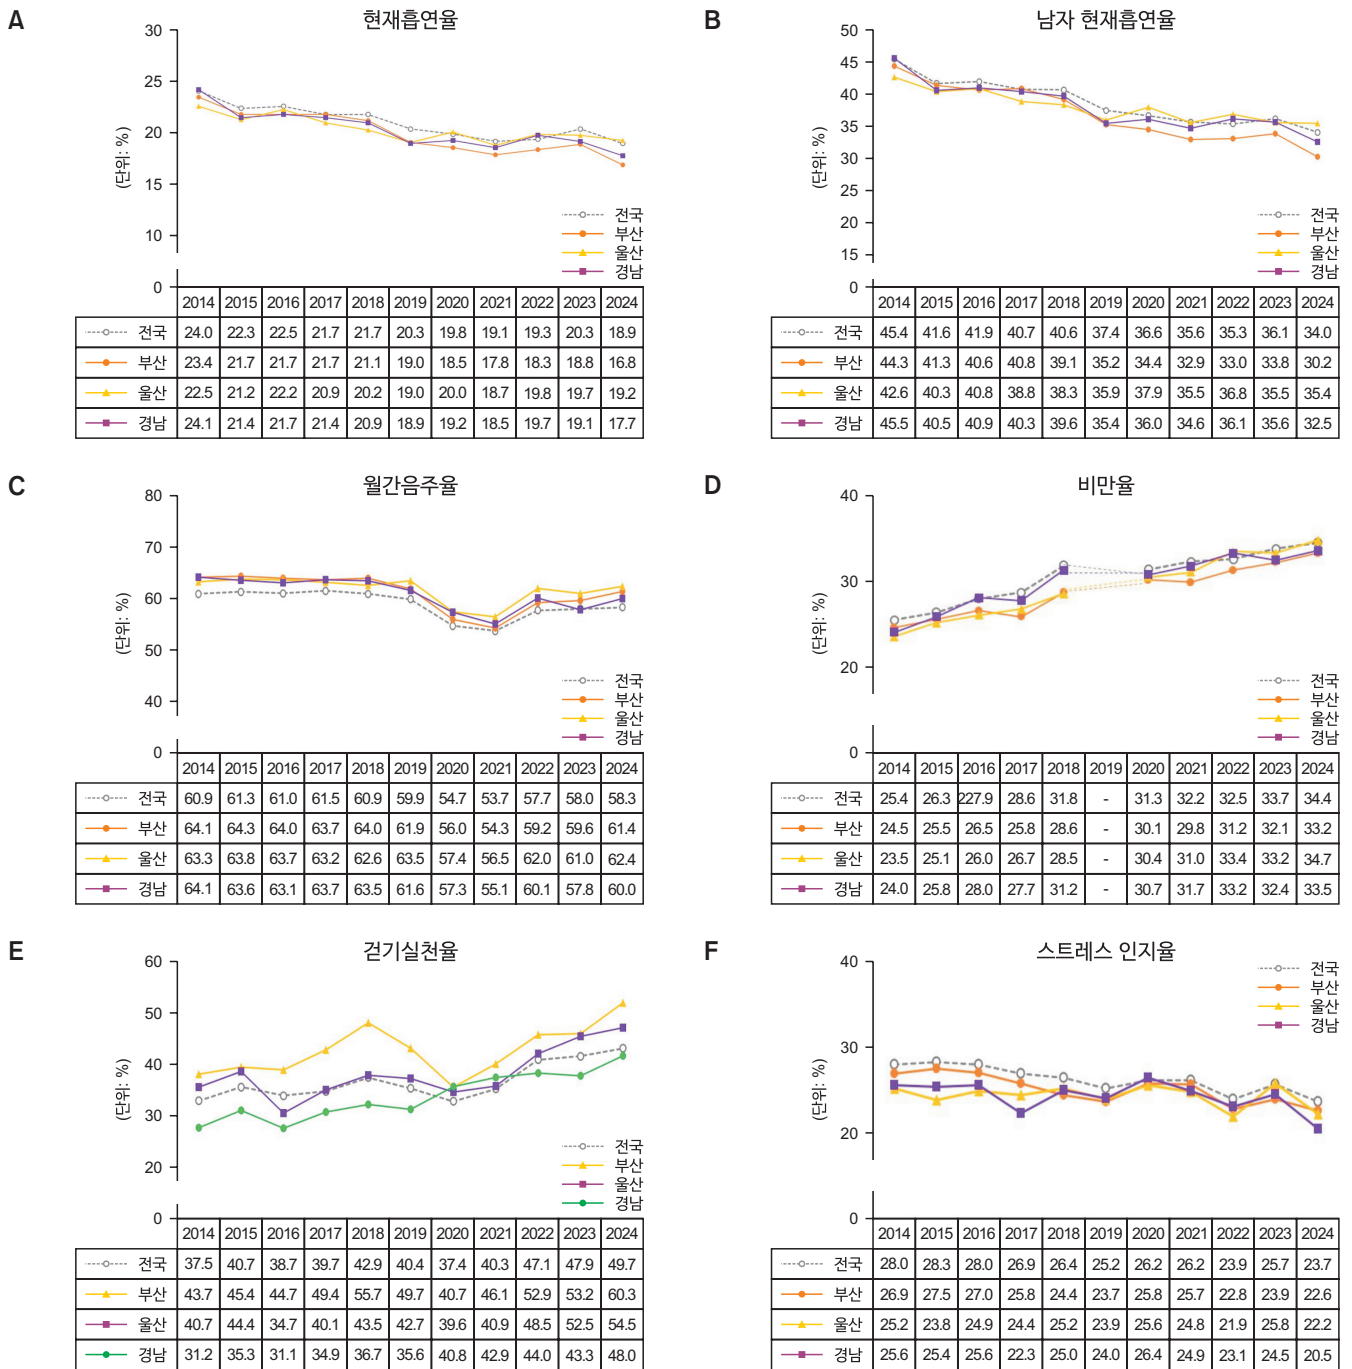 A
현재흡연율
(단위: %)
30
25
20
15
10
0
전국
부산
울산
경남
2014 2015 2016 2017 2018 2019 2020 2021 2022 2023 2024
전국 24.0 22.3 22.5 21.7 21.7 20.3 19.8 19.1 19.3 20.3 18.9
부산 23.4 21.7 21.7 21.7 21.1 19.0 18.5 17.8 18.3 18.8 16.8
울산 22.5 21.2 22.2 20.9 20.2 19.0 20.0 18.7 19.8 19.7 19.2
경남 24.1 21.4 21.7 21.4 20.9 18.9 19.2 18.5 19.7 19.1 17.7
B
남자 현재흡연율
(단위: %)
50
45
40
35
30
25
20
15
0
전국
부산
울산
경남
2014 2015 2016 2017 2018 2019 2020 2021 2022 2023 2024
전국 45.4 41.6 41.9 40.7 40.6 37.4 36.6 35.6 35.3 36.1 34.0
부산 44.3 41.3 40.6 40.8 39.1 35.2 34.4 32.9 33.0 33.8 30.2
울산 42.6 40.3 40.8 38.8 38.3 35.9 37.9 35.5 36.8 35.5 35.4
경남 45.5 40.5 40.9 40.3 39.6 35.4 36.0 34.6 36.1 35.6 32.5
C
월간음주율
(단위: %)
80
70
60
50
40
0
전국
부산
울산
경남
2014 2015 2016 2017 2018 2019 2020 2021 2022 2023 2024
전국 60.9 61.3 61.0 61.5 60.9 59.9 54.7 53.7 57.7 58.0 58.3
부산 64.1 64.3 64.0 63.7 64.0 61.9 56.0 54.3 59.2 59.6 61.4
울산 63.3 63.8 63.7 63.2 62.6 63.5 57.4 56.5 62.0 61.0 62.4
경남 64.1 63.6 63.1 63.7 63.5 61.6 57.3 55.1 60.1 57.8 60.0
D
비만율
(단위: %)
40
30
20
0
전국
부산
울산
경남
2014 2015 2016 2017 2018 2019 2020 2021 2022 2023 2024
전국 25.4 26.3 227.9 28.6 31.8 - 31.3 32.2 32.5 33.7 34.4
부산 24.5 25.5 26.5 25.8 28.6 - 30.1 29.8 31.2 32.1 33.2
울산 23.5 25.1 26.0 26.7 28.5 - 30.4 31.0 33.4 33.2 34.7
경남 24.0 25.8 28.0 27.7 31.2 - 30.7 31.7 33.2 32.4 33.5
E
걷기실천율
(단위: %)
60
50
40
30
20
0
전국
부산
울산
경남
2014 2015 2016 2017 2018 2019 2020 2021 2022 2023 2024
전국 37.5 40.7 38.7 39.7 42.9 40.4 37.4 40.3 47.1 47.9 49.7
부산 43.7 45.4 44.7 49.4 55.7 49.7 40.7 46.1 52.9 53.2 60.3
울산 40.7 44.4 34.7 40.1 43.5 42.7 39.6 40.9 48.5 52.5 54.5
경남 31.2 35.3 31.1 34.9 36.7 35.6 40.8 42.9 44.0 43.3 48.0
F
스트레스 인지율
(단위: %)
40
30
20
0
전국
부산
울산
경남
2014 2015 2016 2017 2018 2019 2020 2021 2022 2023 2024
전국 28.0 28.3 28.0 26.9 26.4 25.2 26.2 26.2 23.9 25.7 23.7
부산 26.9 27.5 27.0 25.8 24.4 23.7 25.8 25.7 22.8 23.9 22.6
울산 25.2 23.8 24.9 24.4 25.2 23.9 25.6 24.8 21.9 25.8 22.2
경남 25.6 25.4 25.6 22.3 25.0 24.0 26.4 24.9 23.1 24.5 20.5